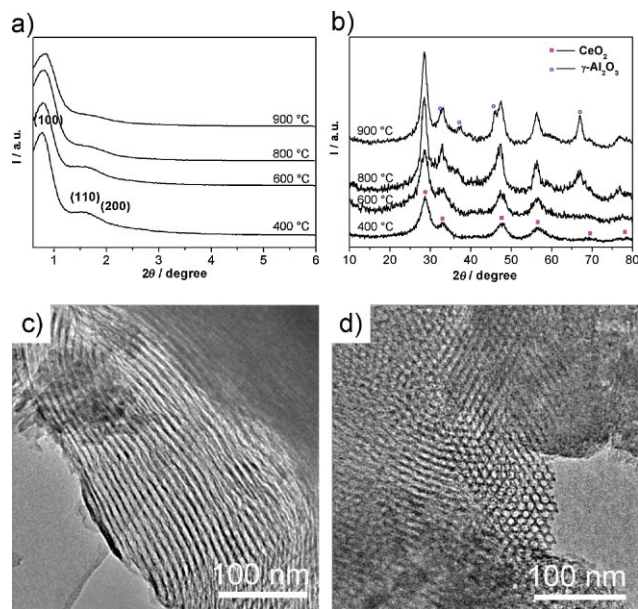 a)
I / a.u.
(100)
(110)
(200)
900 °C
800 °C
600 °C
400 °C
1 2 3 4 5 6
2θ / degree
b)
I / a.u.
CeO2
γ-Al2O3
900 °C
800 °C
600 °C
400 °C
10 20 30 40 50 60 70 80
2θ / degree
c)
100 nm
d)
100 nm